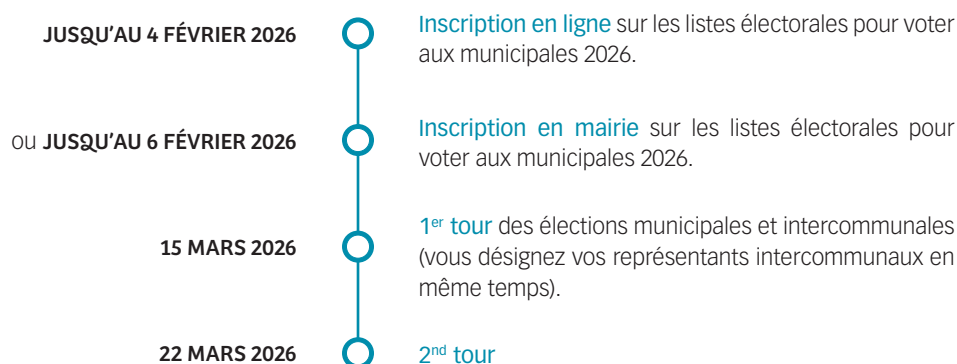 JUSQU'AU 4 FÉVRIER 2026
Inscription en ligne sur les listes électorales pour voter
aux municipales 2026.
ou JUSQU'AU 6 FÉVRIER 2026
Inscription en mairie sur les listes électorales pour
voter aux municipales 2026.
15 MARS 2026
1er tour des élections municipales et intercommunales
(vous désignez vos représentants intercommunaux en
même temps).
22 MARS 2026
2nd tour